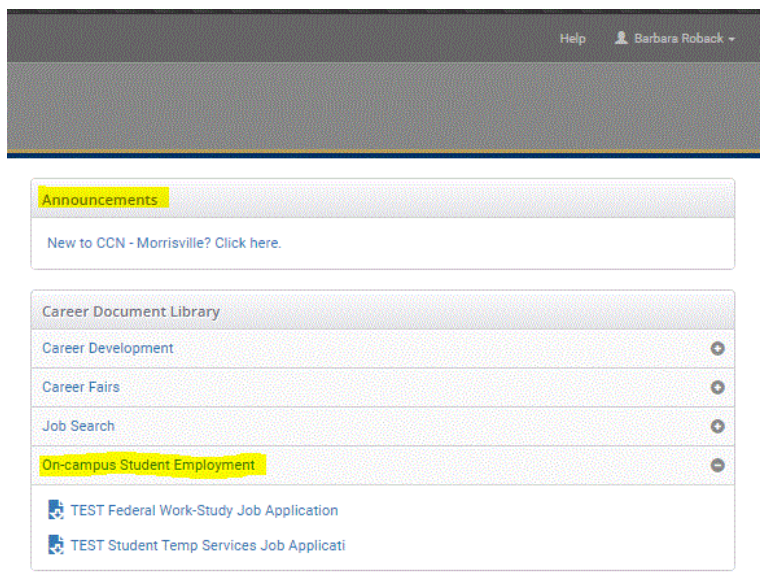 Help Barbara Roback
Announcements
New to CCN - Morrisville? Click here.
Career Document Library
Career Development
Career Fairs
Job Search
On-campus Student Employment
TEST Federal Work-Study Job Application
TEST Student Temp Services Job Applicati